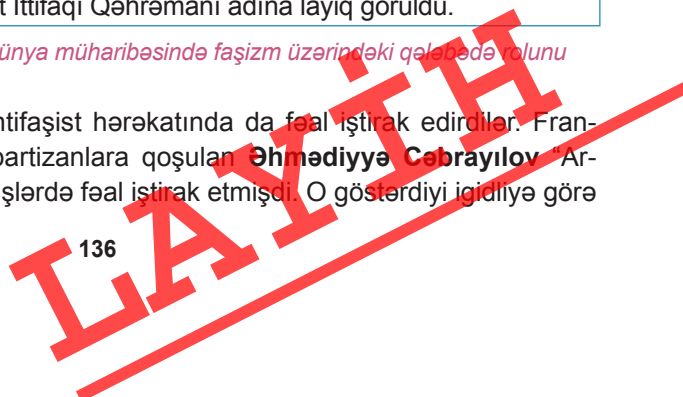 t İttifaqı Qəhrəmanı adına layiq görüldü.
ünya müharibəsində faşizm üzərindəki qələbədə rolunu
ntifaşist hərəkatında da fəal iştirak edirdilər. Fran-
partizanlara qoşulan Əhmədiyyə Cəbrayılov “Ar-
şlərdə fəal iştirak etmişdi. O göstərdiyi igidliyə görə
136
LAYİH